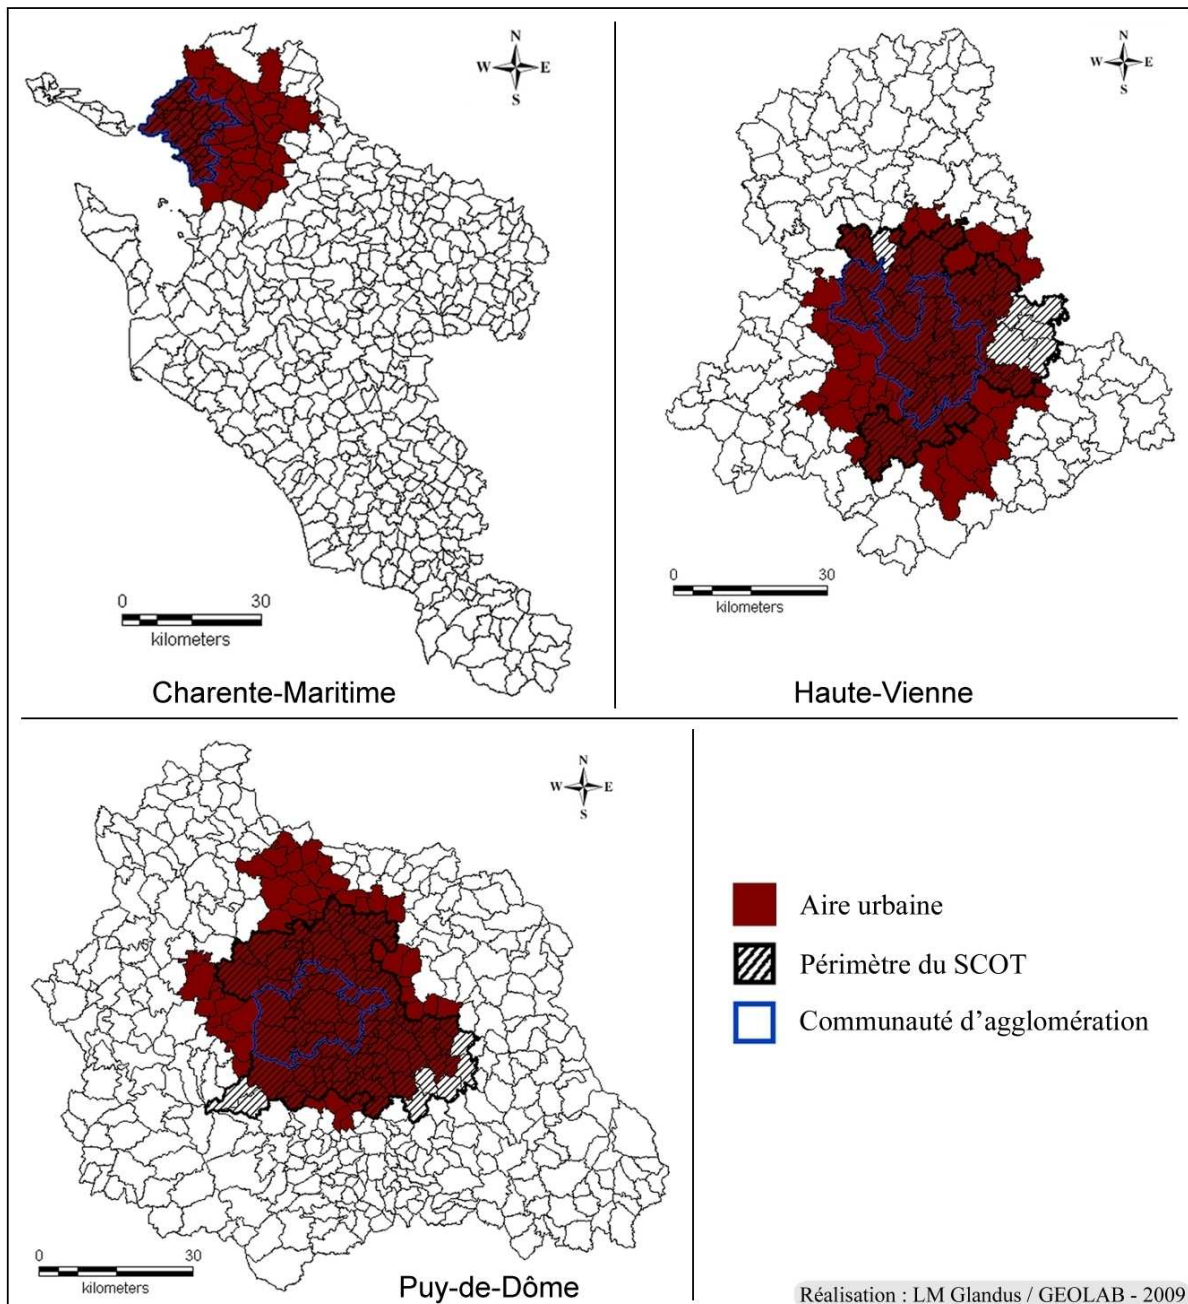 N
W E
S
0 30
kilometers
Charente-Maritime
N
W E
S
0 30
kilometers
Haute-Vienne
N
W E
S
0 30
kilometers
Puy-de-Dôme
Aire urbaine
Périmètre du SCOT
Communauté d'agglomération
Réalisation : LM Glandus / GEOLAB - 2009